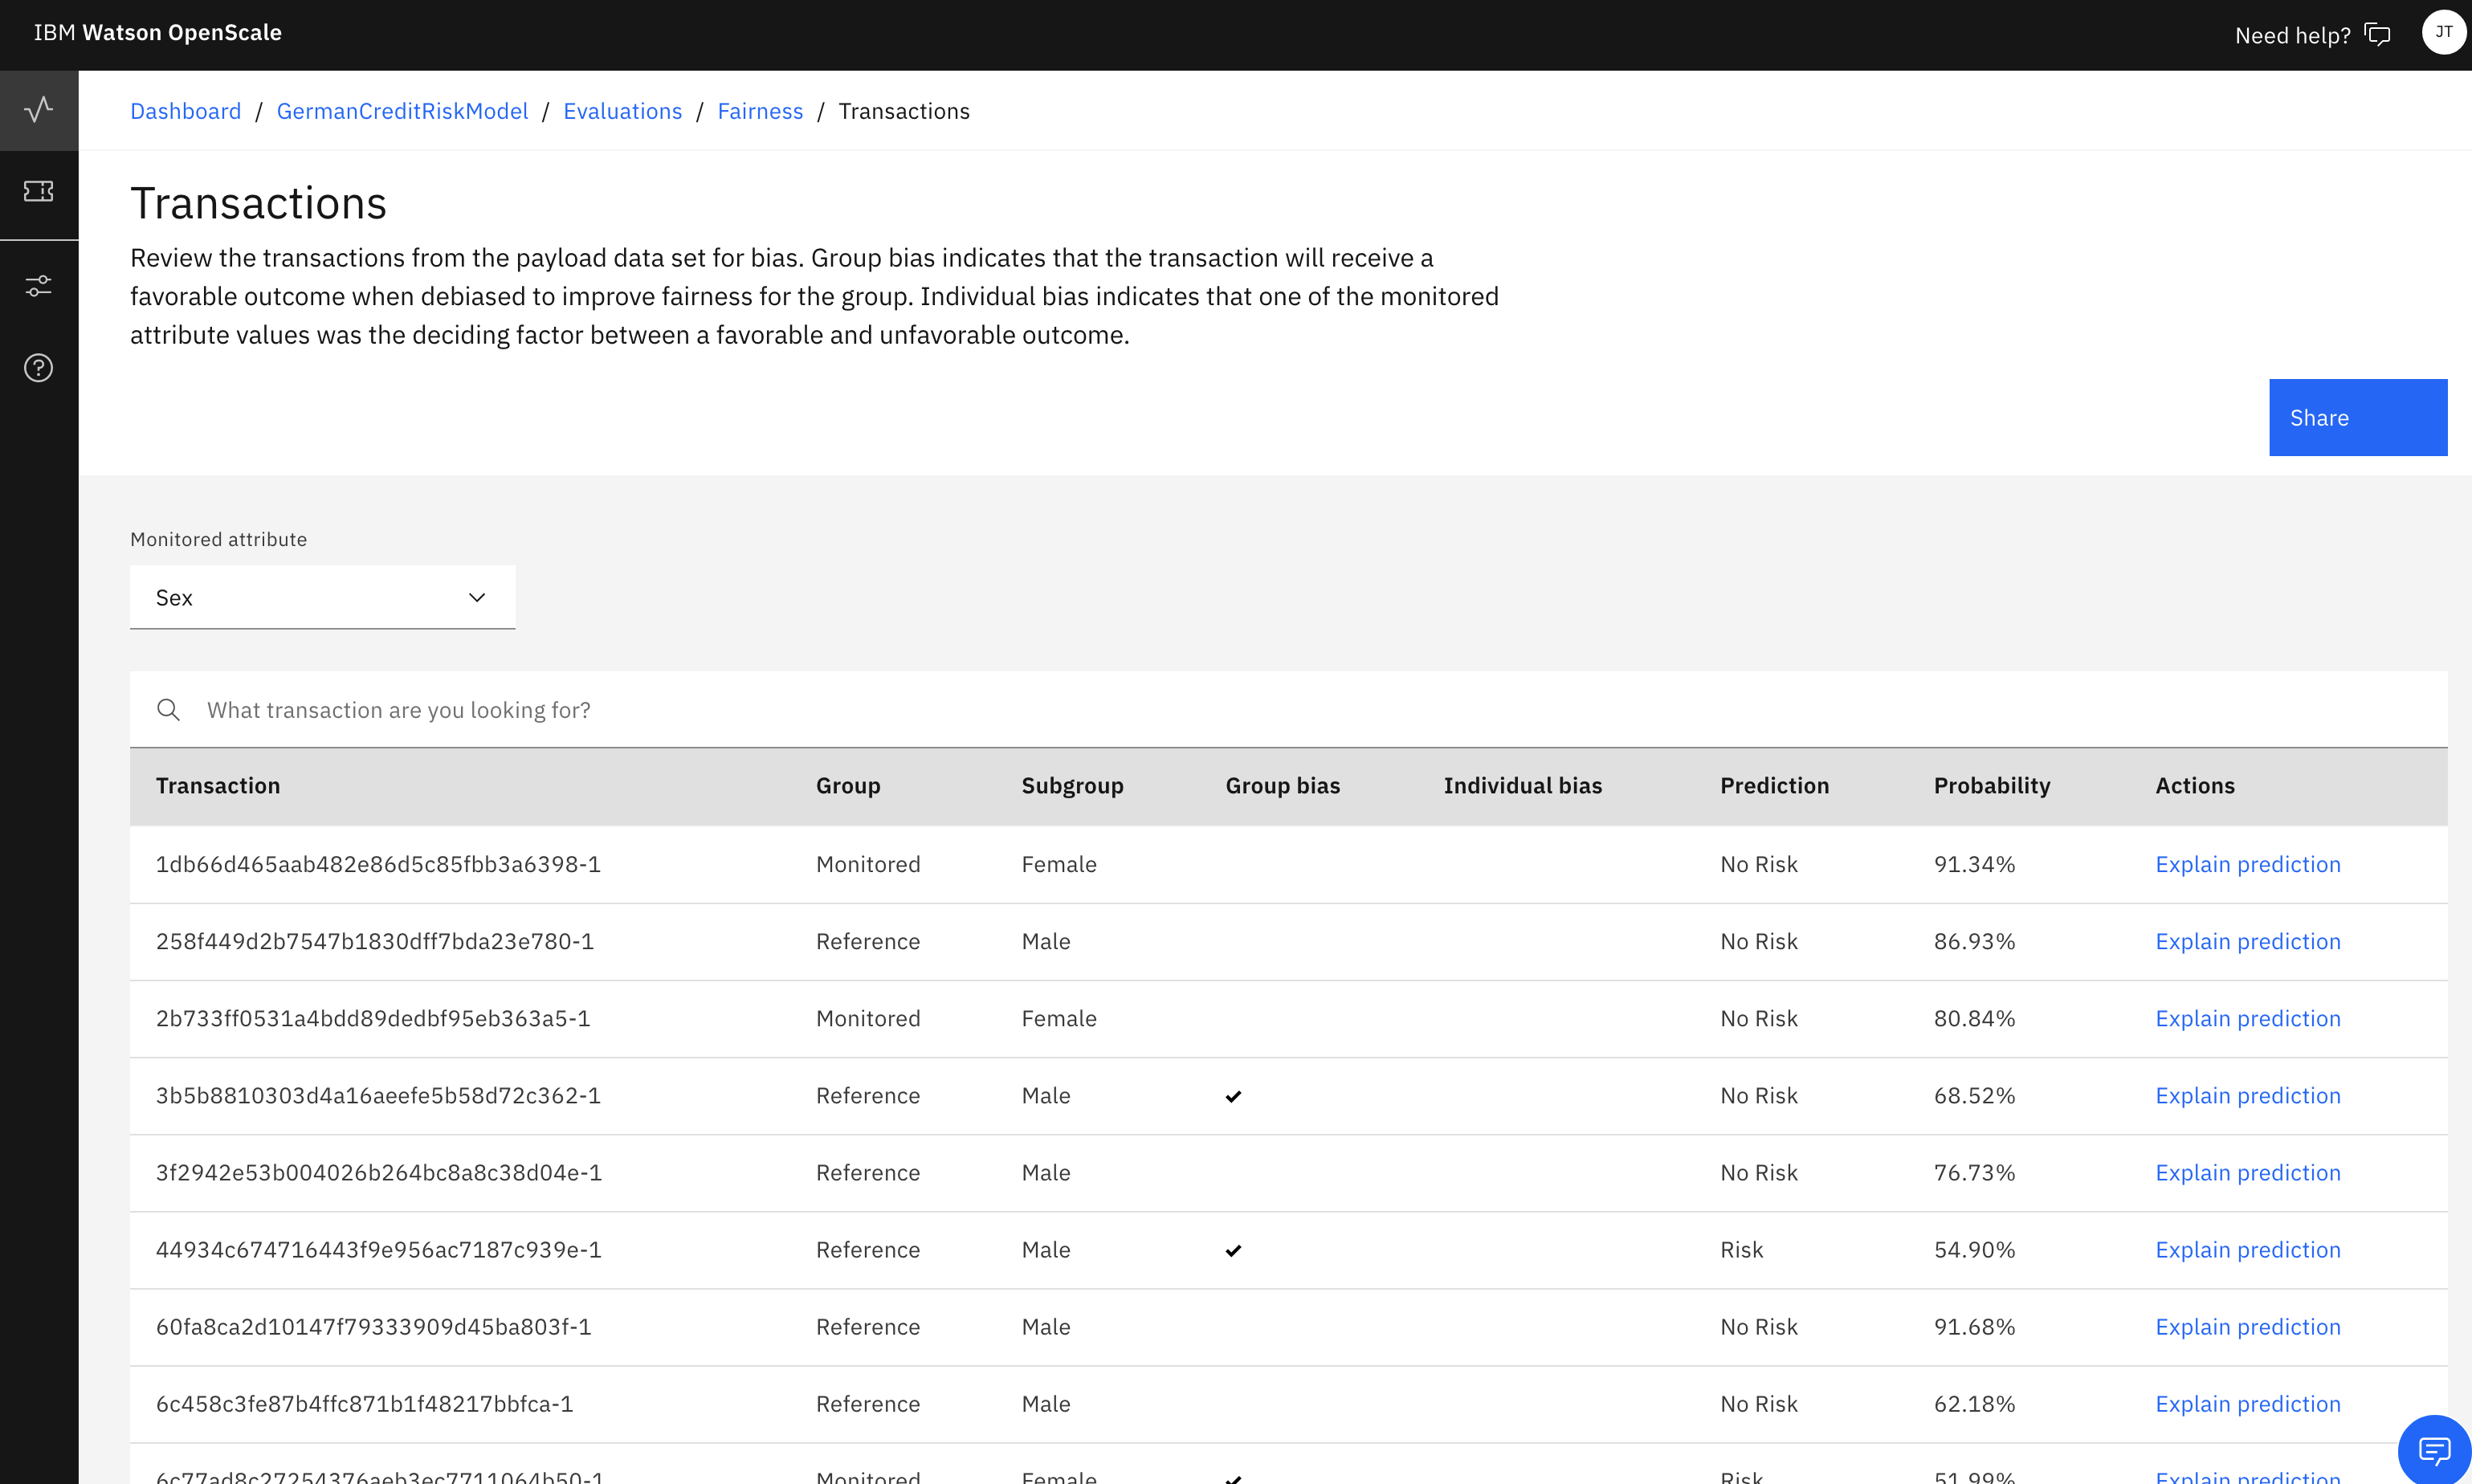 IBM Watson OpenScale
Need help?
JT
Dashboard / GermanCreditRiskModel / Evaluations / Fairness / Transactions
Transactions
Review the transactions from the payload data set for bias. Group bias indicates that the transaction will receive a
favorable outcome when debiased to improve fairness for the group. Individual bias indicates that one of the monitored
attribute values was the deciding factor between a favorable and unfavorable outcome.
Share
Monitored attribute
Sex
What transaction are you looking for?
Transaction Group Subgroup Group bias Individual bias Prediction Probability Actions
1db66d465aab482e86d5c85fbb3a6398-1 Monitored Female No Risk 91.34% Explain prediction
258f449d2b7547b1830dff7bda23e780-1 Reference Male No Risk 86.93% Explain prediction
2b733ff0531a4bdd89dedbf95eb363a5-1 Monitored Female No Risk 80.84% Explain prediction
3b5b8810303d4a16aeefe5b58d72c362-1 Reference Male ✔ No Risk 68.52% Explain prediction
3f2942e53b004026b264bc8a8c38d04e-1 Reference Male No Risk 76.73% Explain prediction
44934c674716443f9e956ac7187c939e-1 Reference Male ✔ Risk 54.90% Explain prediction
60fa8ca2d10147f79333909d45ba803f-1 Reference Male No Risk 91.68% Explain prediction
6c458c3fe87b4ffc871b1f48217bbfca-1 Reference Male No Risk 62.18% Explain prediction
6c77ad8c27254376aeb3ec7711064b50-1 Monitored Female ✔ Risk 51.99% Explain prediction